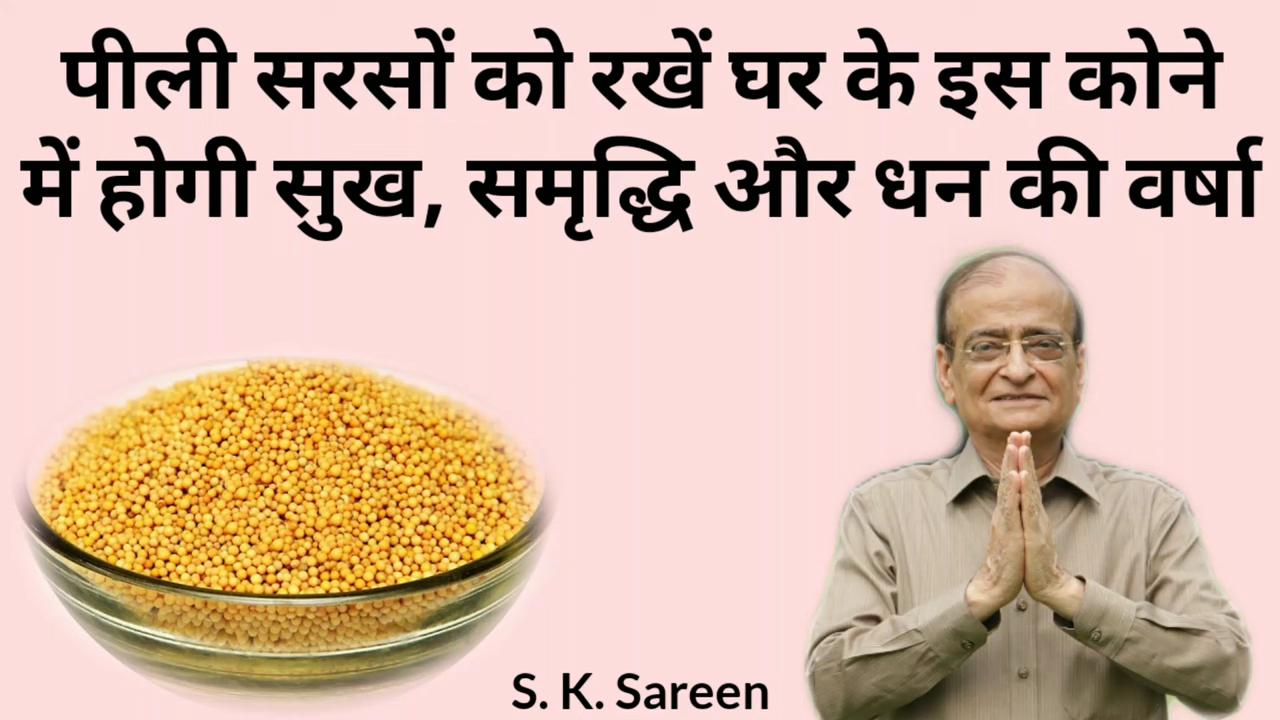 पीली सरसों को रखें घर के इस कोने
में होगी सुख, समृद्धि और धन की वर्षा
S. K. Sareen